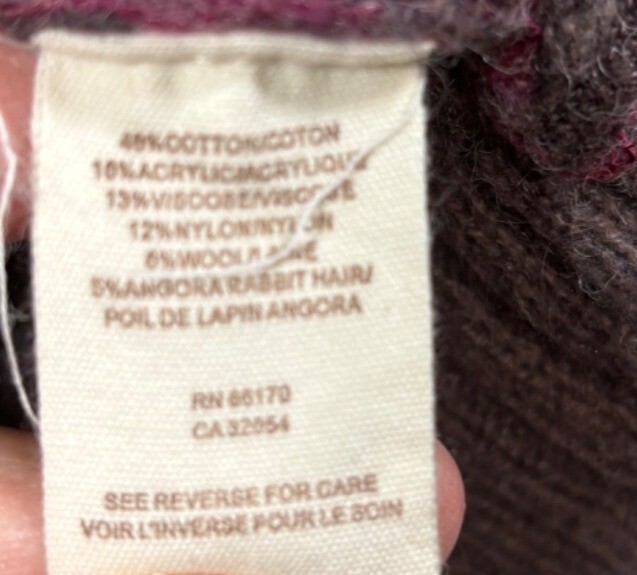 48%COTTON/COTON
16%ACRYLIC/ACRYLIQUE
13%VISCOSE/VISCOSE
12%NYLON/NYLON
6%WOOL/LAINE
5%ANGORA RABBIT HAIR/
POIL DE LAPIN ANGORA
RN 66170
CA 32054
SEE REVERSE FOR CARE
VOIR L'INVERSE POUR LE SOIN